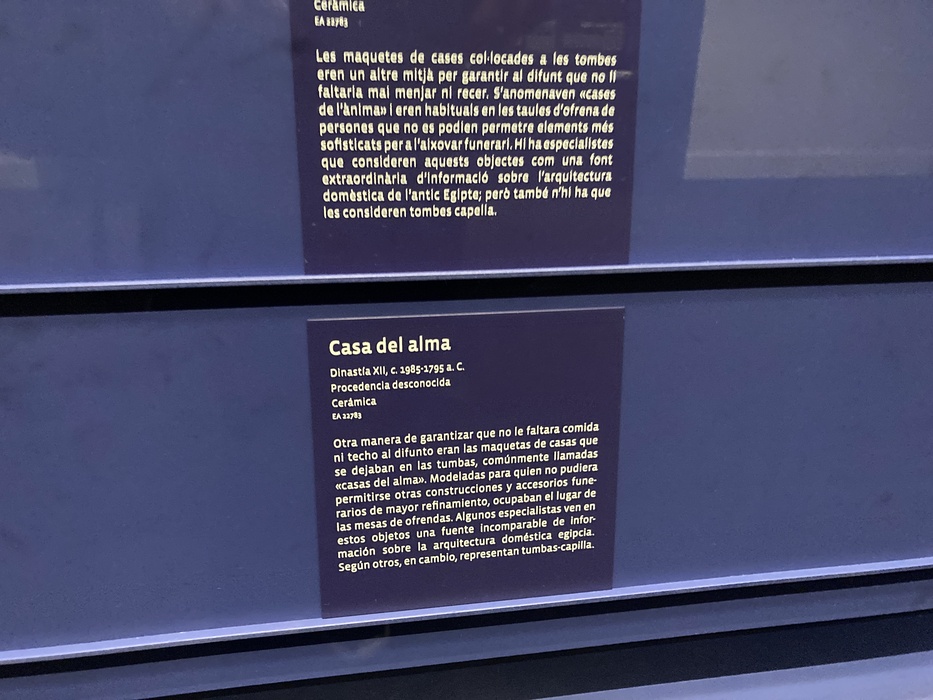 Ceràmica
EA 22783
Les maquetes de cases col·locades a les tombes
eren un altre mitjà per garantir al difunt que no li
faltaria mai menjar ni recer. S'anomenaven «cases
de l'ànima» i eren habituals en les taules d'ofrena de
persones que no es podien permetre elements més
sofisticats per a l'aixovar funerari. Hi ha especialistes
que consideren aquests objectes com una font
extraordinària d'informació sobre l'arquitectura
domèstica de l'antic Egipte; però també n'hi ha que
les consideren tombes capella.
Casa del alma
Dinastía XII, c. 1985-1795 a. C.
Procedencia desconocida
Cerámica
EA 22783
Otra manera de garantizar que no le faltara comida
ni techo al difunto eran las maquetas de casas que
se dejaban en las tumbas, comúnmente llamadas
«casas del alma». Modeladas para quien no pudiera
permitirse otras construcciones y accesorios fune-
rarios de mayor refinamiento, ocupaban el lugar de
las mesas de ofrendas. Algunos especialistas ven en
estos objetos una fuente incomparable de infor-
mación sobre la arquitectura doméstica egipcia.
Según otros, en cambio, representan tumbas-capilla.